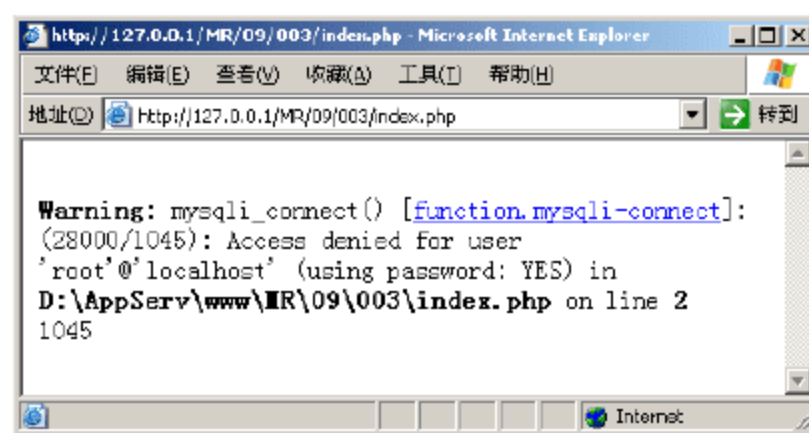 http://127.0.0.1/MR/09/003/index.php - Microsoft Internet Explorer
文件(F) 编辑(E) 查看(V) 收藏(A) 工具(T) 帮助(H)
地址(D) http://127.0.0.1/MR/09/003/index.php 转到
Warning: mysqli_connect() [function.mysqli-connect]:
(28000/1045): Access denied for user
'root'@'localhost' (using password: YES) in
D:\AppServ\www\MR\09\003\index.php on line 2
1045
Internet